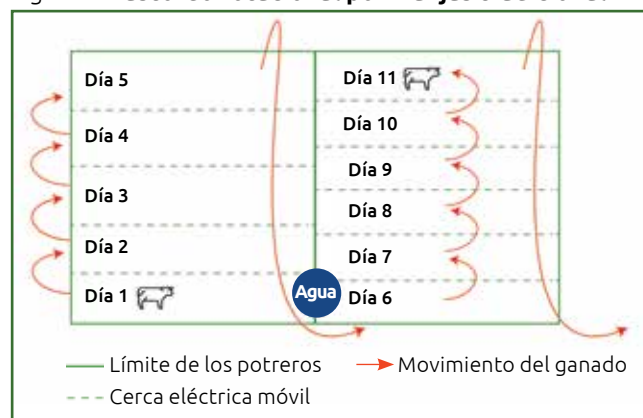 Día 5
Día 4
Día 3
Día 2
Día 1
Día 11
Día 10
Día 9
Día 8
Día 7
Día 6
Agua
Límite de los potreros
Movimiento del ganado
Cerca eléctrica móvil